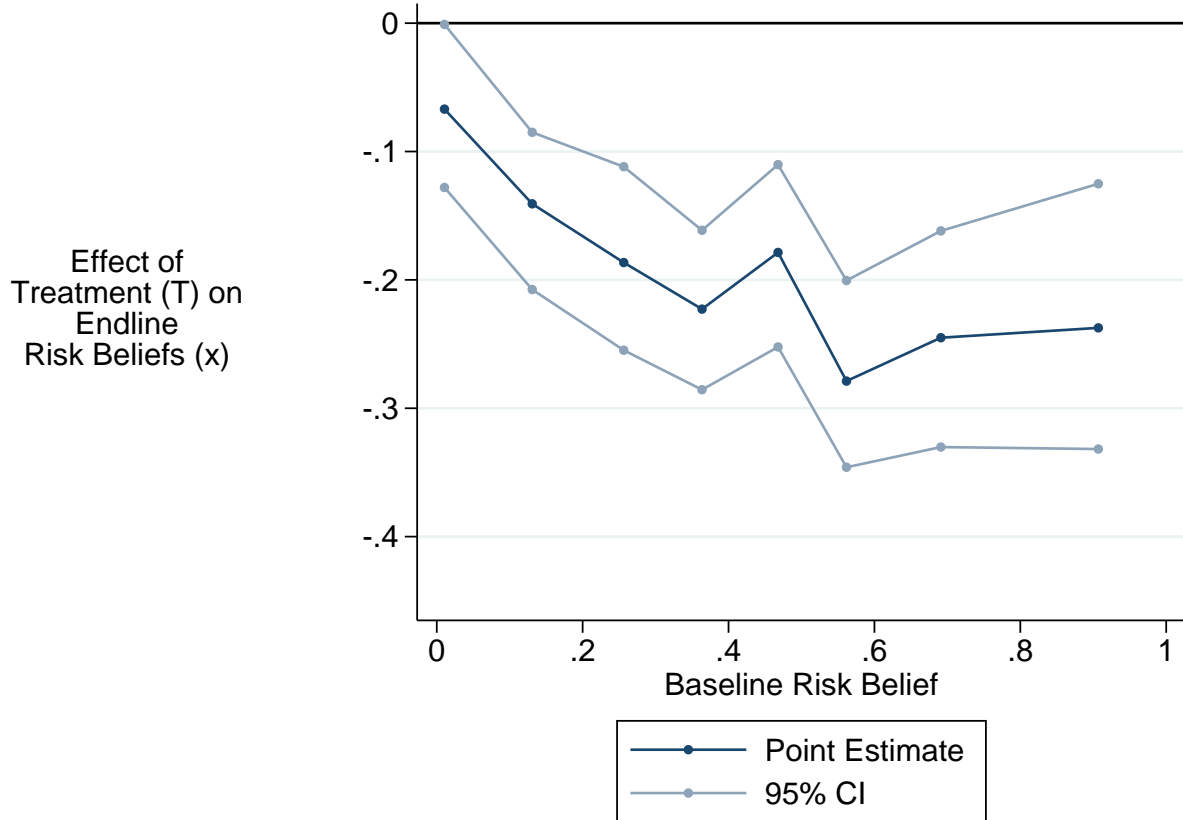 Effect of
Treatment (T) on
Endline
Risk Beliefs (x)
0
-.1
-.2
-.3
-.4
0 .2 .4 .6 .8 1
Baseline Risk Belief
Point Estimate
95% CI